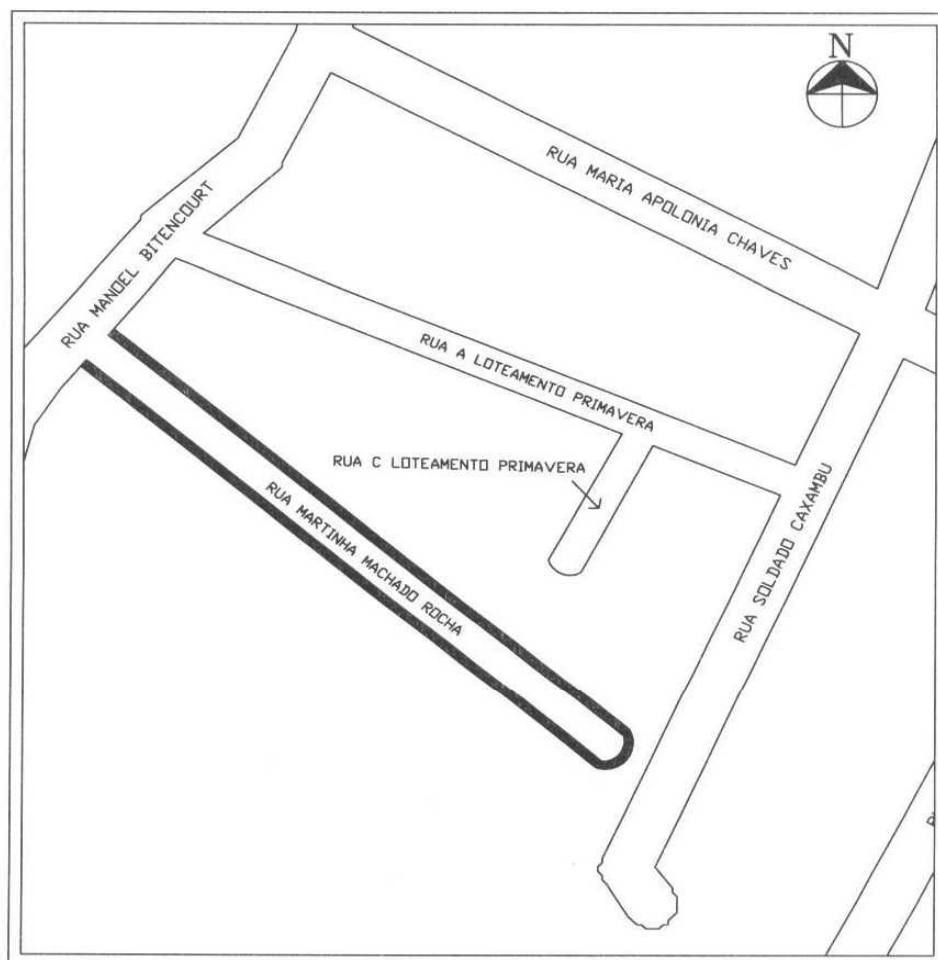 N
RUA MARIA APOLONIA CHAVES
RUA MANOEL BITENCOURT
RUA A LOTEAMENTO PRIMAVERA
RUA C LOTEAMENTO PRIMAVERA
RUA MARTINHA MACHADO ROCHA
RUA SOLDADO CAXAMBU